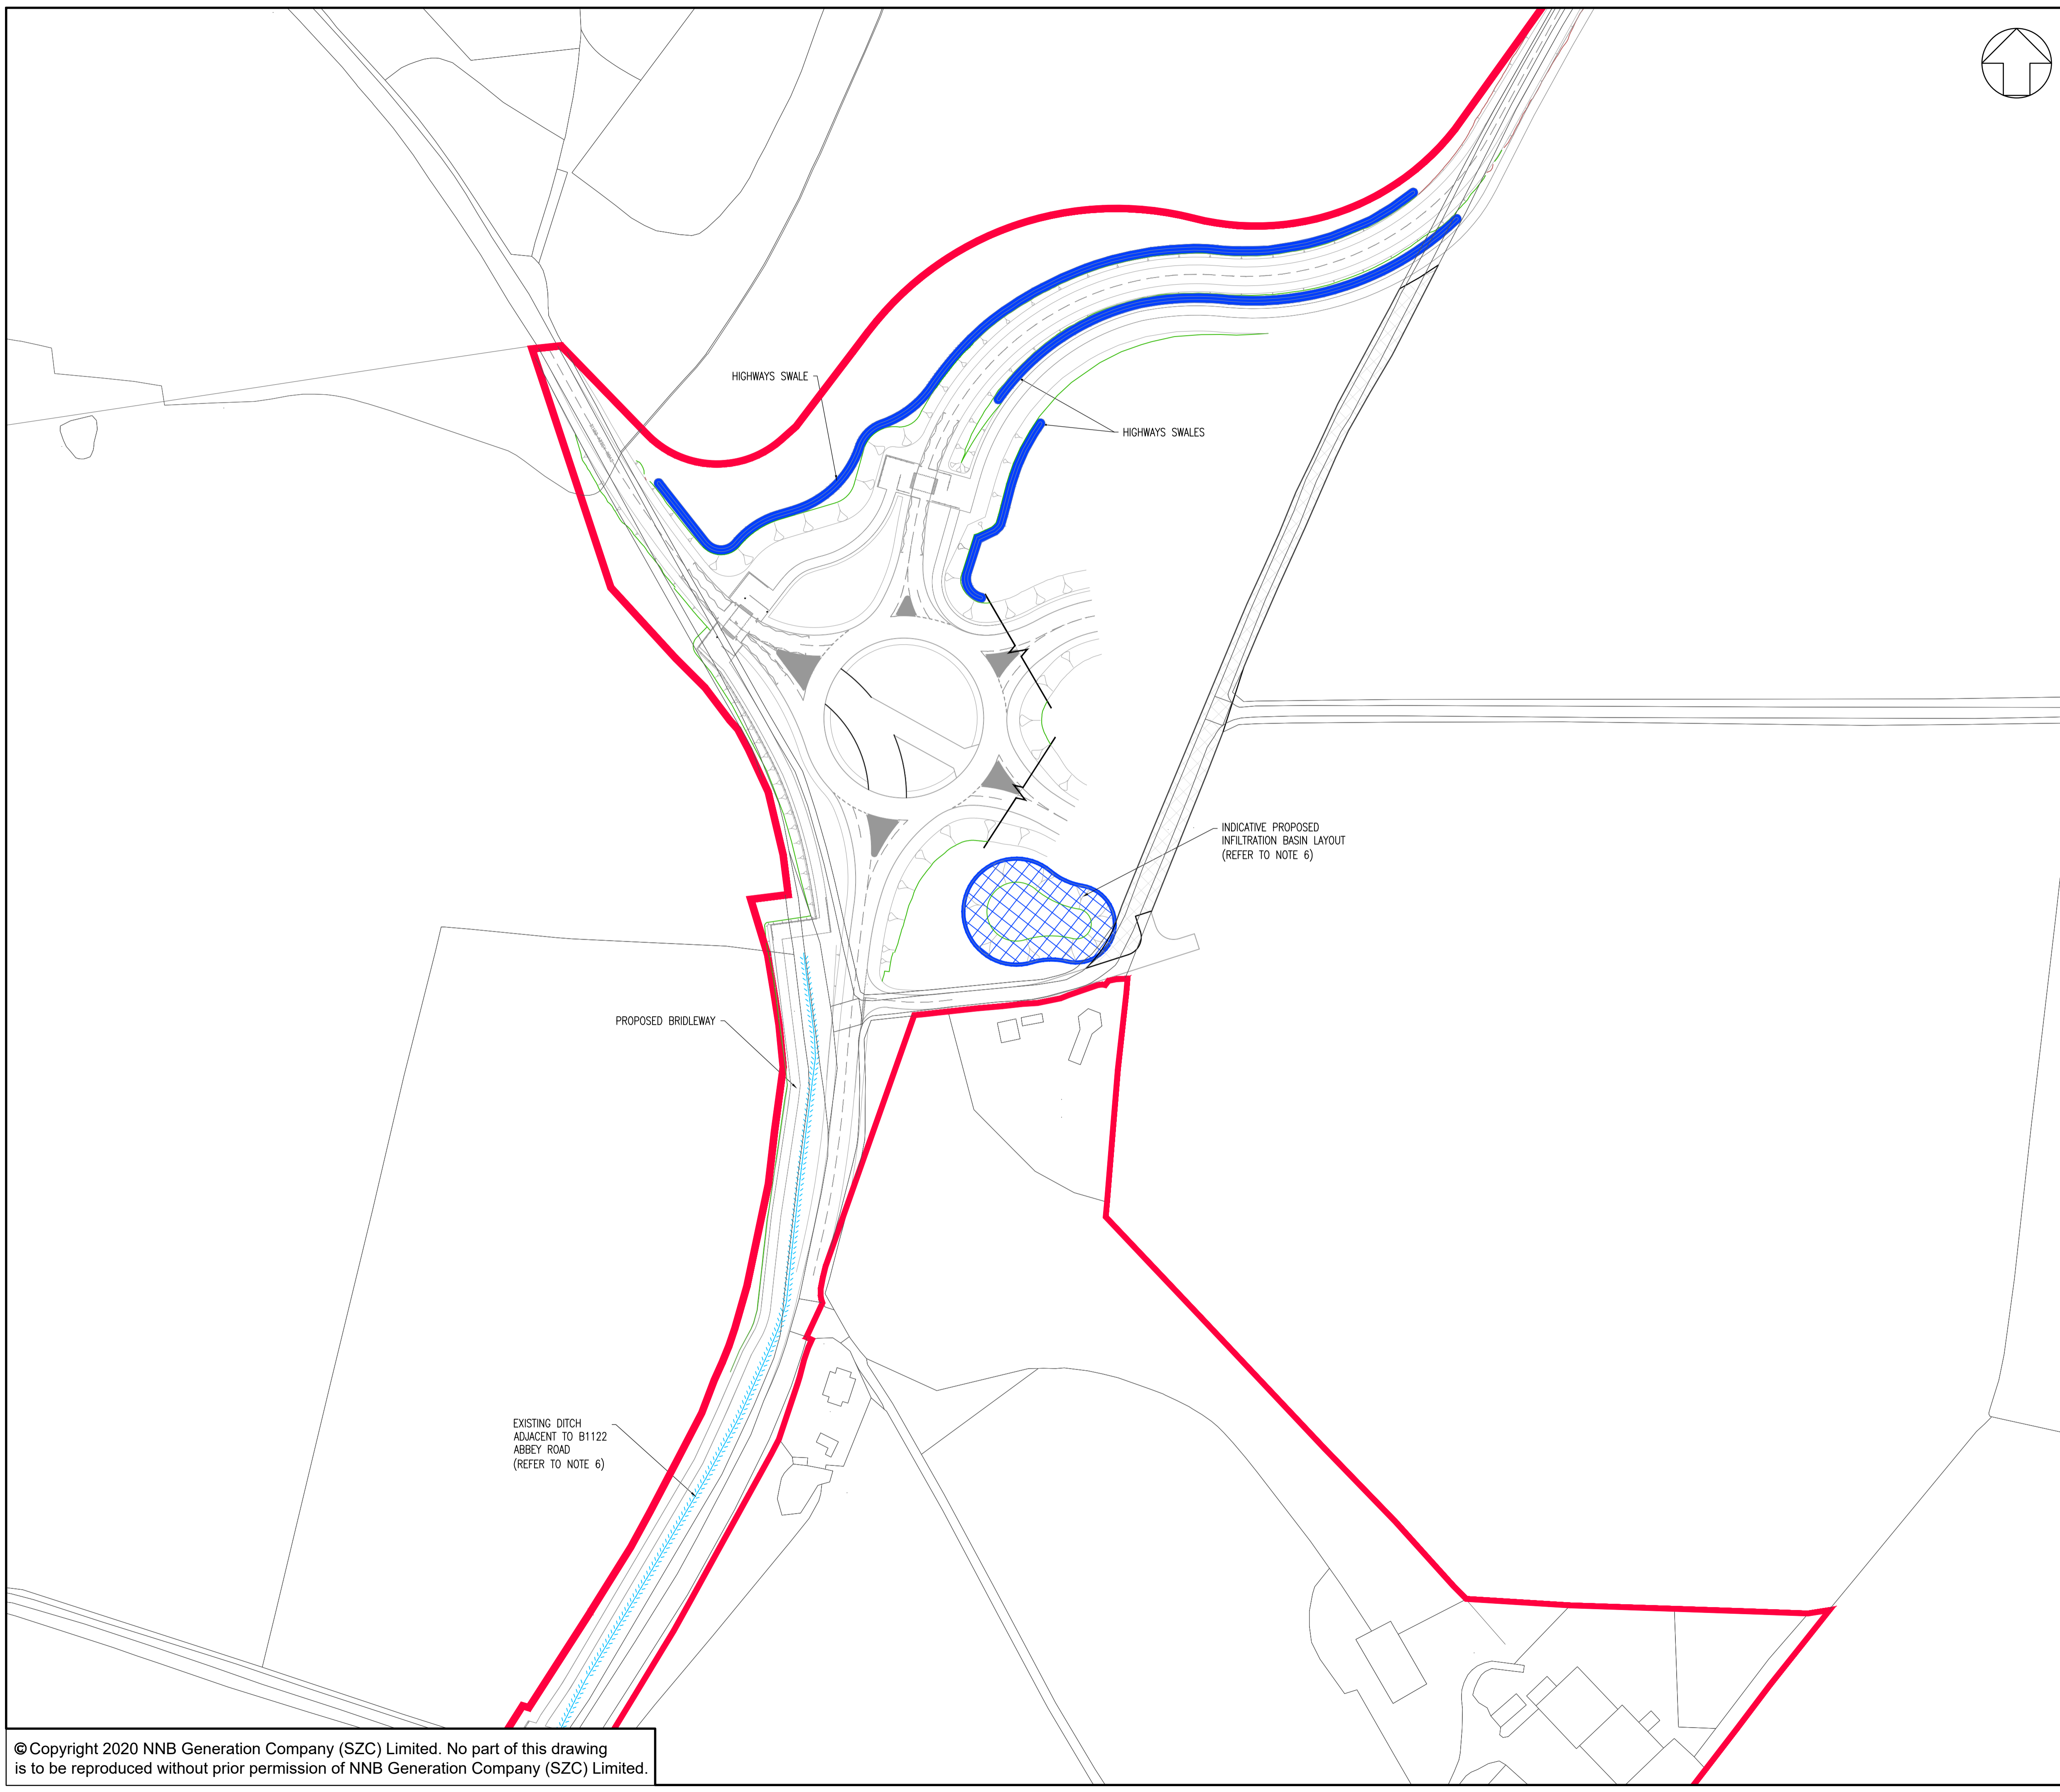 HIGHWAYS SWALE
HIGHWAYS SWALES
INDICATIVE PROPOSED
INFILTRATION BASIN LAYOUT
(REFER TO NOTE 6)
PROPOSED BRIDLEWAY
EXISTING DITCH
ADJACENT TO B1122
ABBEY ROAD
(REFER TO NOTE 6)
© Copyright 2020 NNB Generation Company (SZC) Limited. No part of this drawing
is to be reproduced without prior permission of NNB Generation Company (SZC) Limited.